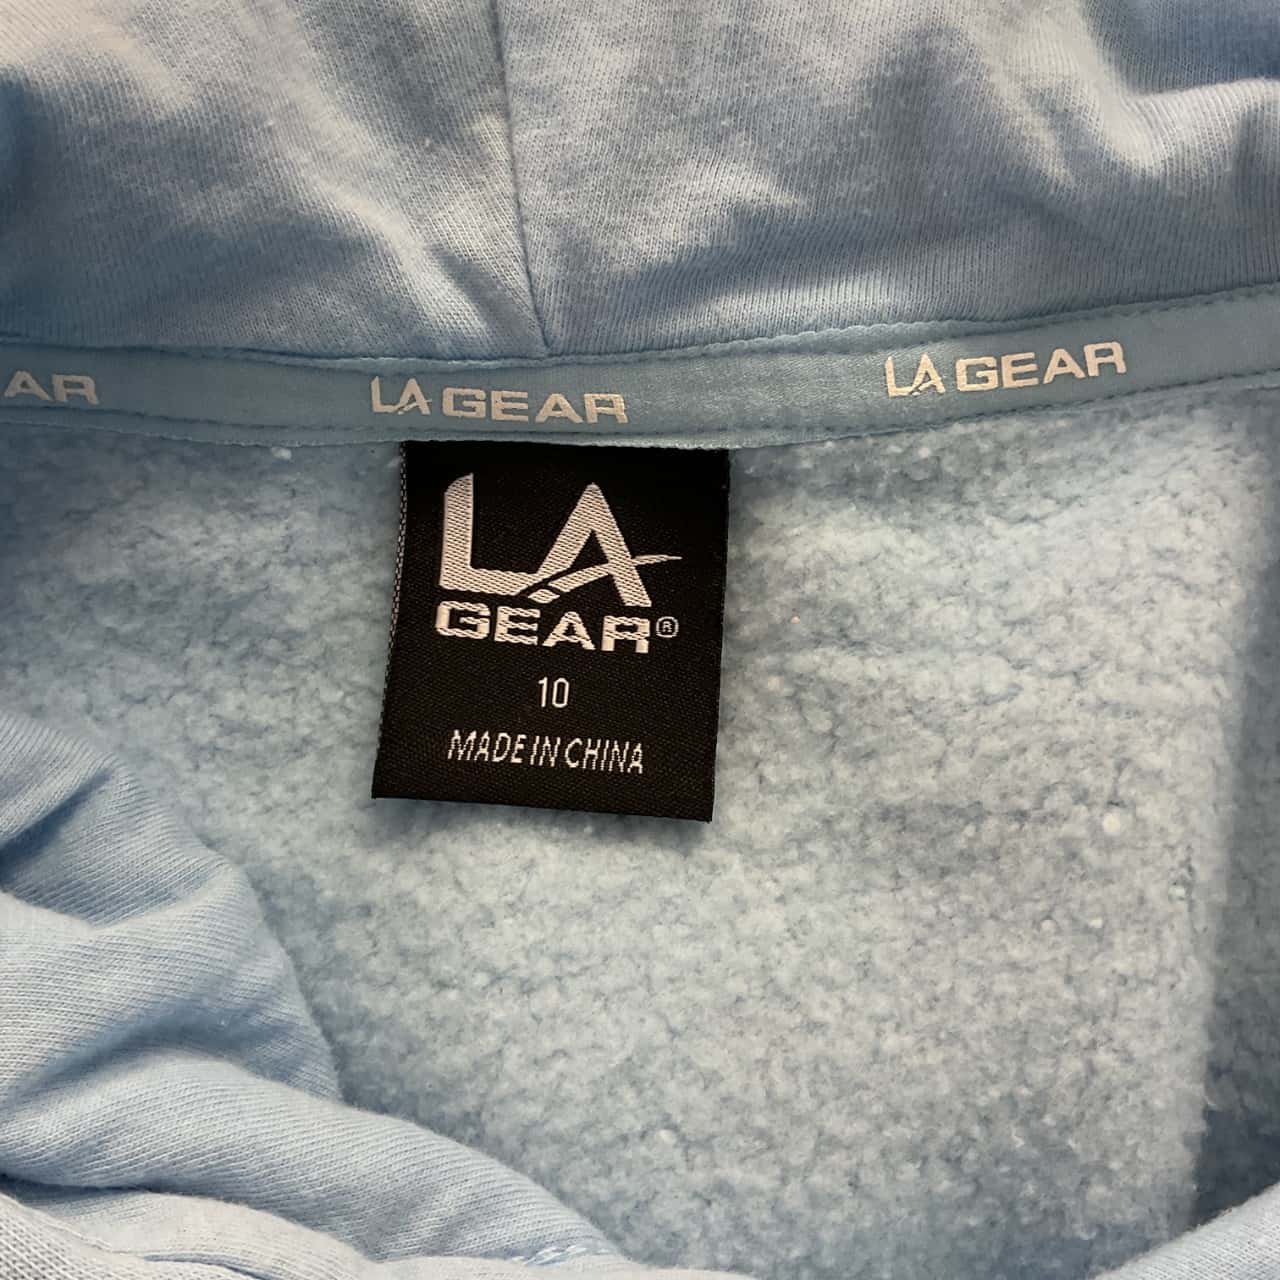 AR LA GEAR LA GEAR
LA
GEAR®
10
MADE IN CHINA